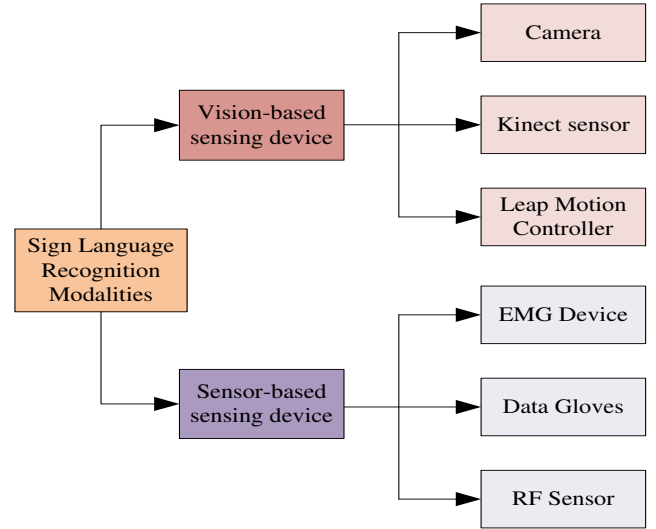 Camera
Vision-based
sensing device
Kinect sensor
Leap Motion
Controller
Sign Language
Recognition
Modalities
EMG Device
Sensor-based
sensing device
Data Gloves
RF Sensor